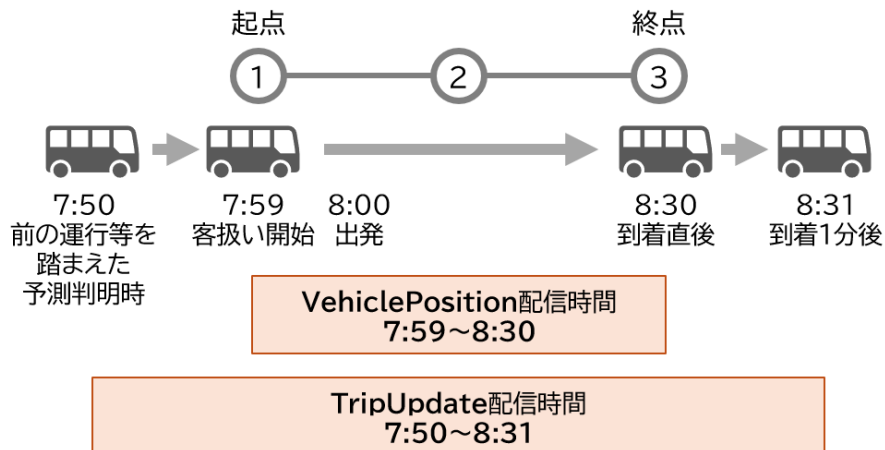 起点
終点
1
2
3
7:50
前の運行等を
踏まえた
予測判明時
7:59
客扱い開始
8:00
出発
8:30
到着直後
8:31
到着1分後
VehiclePosition配信時間
7:59～8:30
TripUpdate配信時間
7:50～8:31